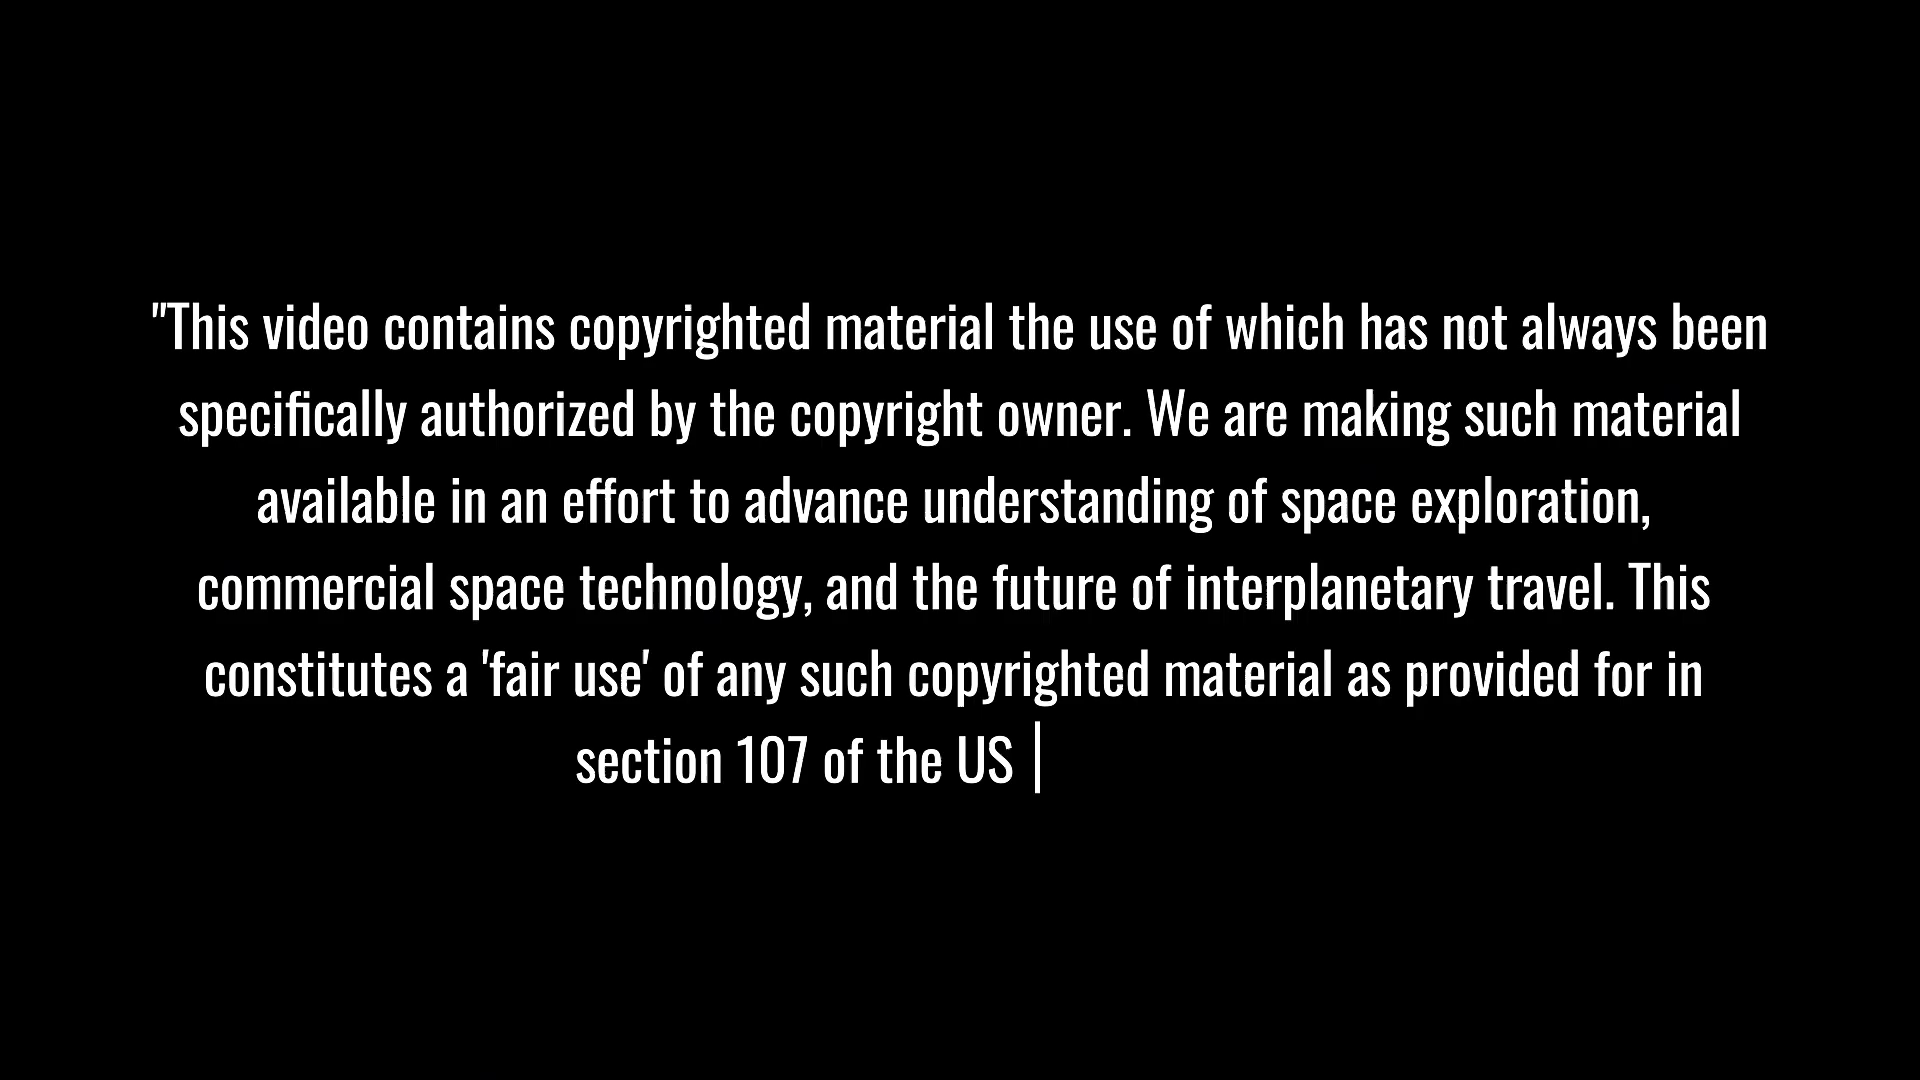 "This video contains copyrighted material the use of which has not always been
specifically authorized by the copyright owner. We are making such material
available in an effort to advance understanding of space exploration,
commercial space technology, and the future of interplanetary travel. This
constitutes a 'fair use' of any such copyrighted material as provided for in
section 107 of the US